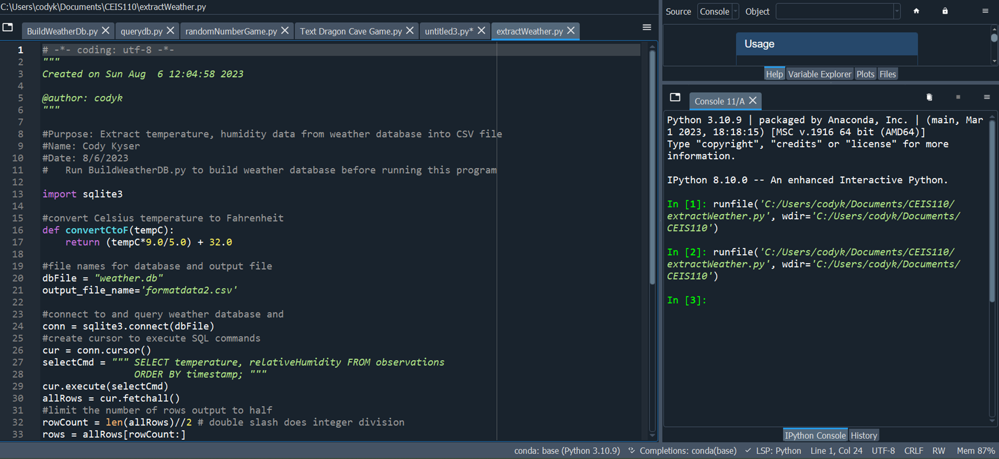 C:\Users\codyk\Documents\CEIS110\extractWeather.py
BuildWeatherDb.py
querydb.py
randomNumberGame.py
Text Dragon Cave Game.py
untitled3.py*
extractWeather.py
1 # -*- coding: utf-8 -*-
2 """
3 Created on Sun Aug  6 12:04:58 2023
4
5 @author: codyk
6 """
7
8 #Purpose: Extract temperature, humidity data from weather database into CSV file
9 #Name: Cody Kyser
10 #Date: 8/6/2023
11 #   Run BuildWeatherDB.py to build weather database before running this program
12
13 import sqlite3
14
15 #convert Celsius temperature to Fahrenheit
16 def convertCtoF(tempC):
17     return (tempC*9.0/5.0) + 32.0
18
19 #file names for database and output file
20 dbFile = "weather.db"
21 output_file_name='formatdata2.csv'
22
23 #connect to and query weather database and
24 conn = sqlite3.connect(dbFile)
25 #create cursor to execute SQL commands
26 cur = conn.cursor()
27 selectCmd = """ SELECT temperature, relativeHumidity FROM observations
28                 ORDER BY timestamp; """
29 cur.execute(selectCmd)
30 allRows = cur.fetchall()
31 #limit the number of rows output to half
32 rowCount = len(allRows)//2 # double slash does integer division
33 rows = allRows[rowCount:]
Source Console Object
Usage
Help Variable Explorer Plots Files
Console 11/A
Python 3.10.9 | packaged by Anaconda, Inc. | (main, Mar
1 2023, 18:18:15) [MSC v.1916 64 bit (AMD64)]
Type "copyright", "credits" or "license" for more
information.
IPython 8.10.0 -- An enhanced Interactive Python.
In [1]: runfile('C:/Users/codyk/Documents/CEIS110/
extractWeather.py', wdir='C:/Users/codyk/Documents/
CEIS110')
In [2]: runfile('C:/Users/codyk/Documents/CEIS110/
extractWeather.py', wdir='C:/Users/codyk/Documents/
CEIS110')
In [3]:
IPython Console History
conda: base (Python 3.10.9) Completions: conda(base) LSP: Python Line 1, Col 24 UTF-8 CRLF RW Mem 87%